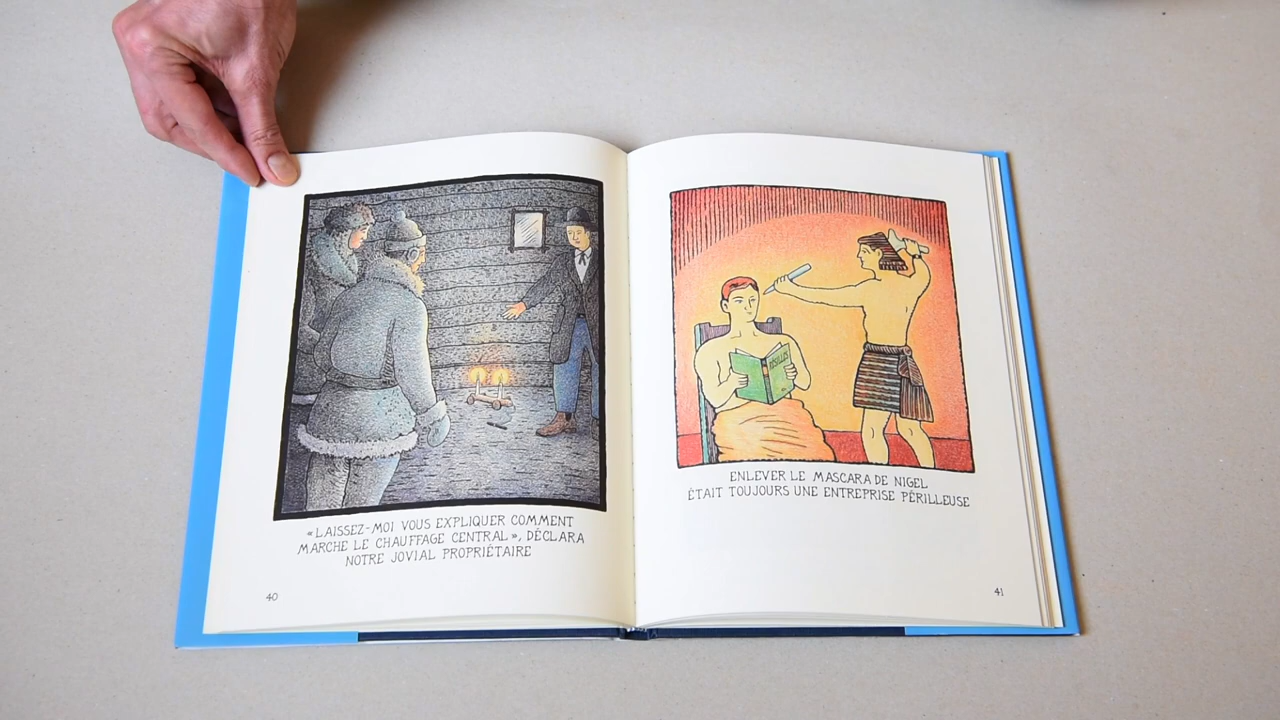 «LAISSEZ-MOI VOUS EXPLIQUER COMMENT
MARCHE LE CHAUFFAGE CENTRAL», DÉCLARA
NOTRE JOVIAL PROPRIÉTAIRE
40
ENLEVER LE MASCARA DE NIGEL
ÉTAIT TOUJOURS UNE ENTREPRISE PÉRILLEUSE
41